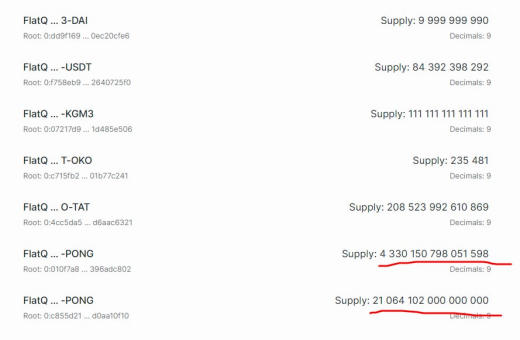 FlatQ ... 3-DAI Supply: 9 999 999 990
Root: 0:dd9f169 ... 0ec20cfe6 Decimals: 9
FlatQ ... -USDT Supply: 84 392 398 292
Root: 0:f758eb9 ... 2640725f0 Decimals: 9
FlatQ ... -KGM3 Supply: 111 111 111 111 111
Root: 0:07217d9 ... 1d485e506 Decimals: 9
FlatQ ... T-OKO Supply: 235 481
Root: 0:c715fb2 ... 01b77c241 Decimals: 9
FlatQ ... O-TAT Supply: 208 523 992 610 869
Root: 0:4cc5da5 ... d6aac6321 Decimals: 9
FlatQ ... -PONG Supply: 4 330 150 798 051 598
Root: 0:010f7a8 ... 396adc802 Decimals: 9
FlatQ ... -PONG Supply: 21 064 102 000 000 000
Root: 0:c855d21 ... d0aa10f10 Decimals: 9